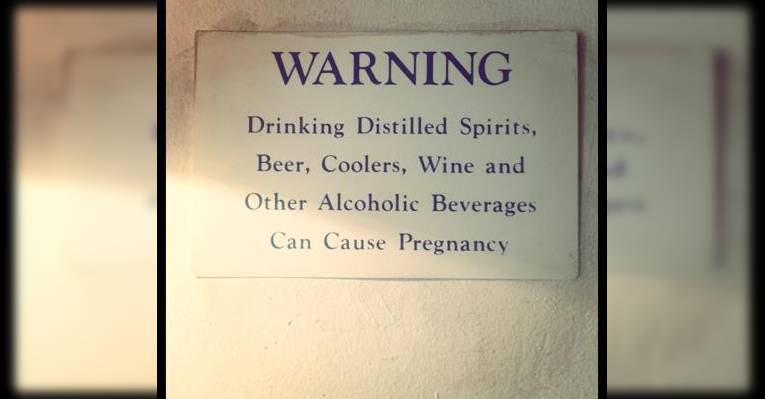 WARNING
Drinking Distilled Spirits,
Beer, Coolers, Wine and
Other Alcoholic Beverages
Can Cause Pregnancy